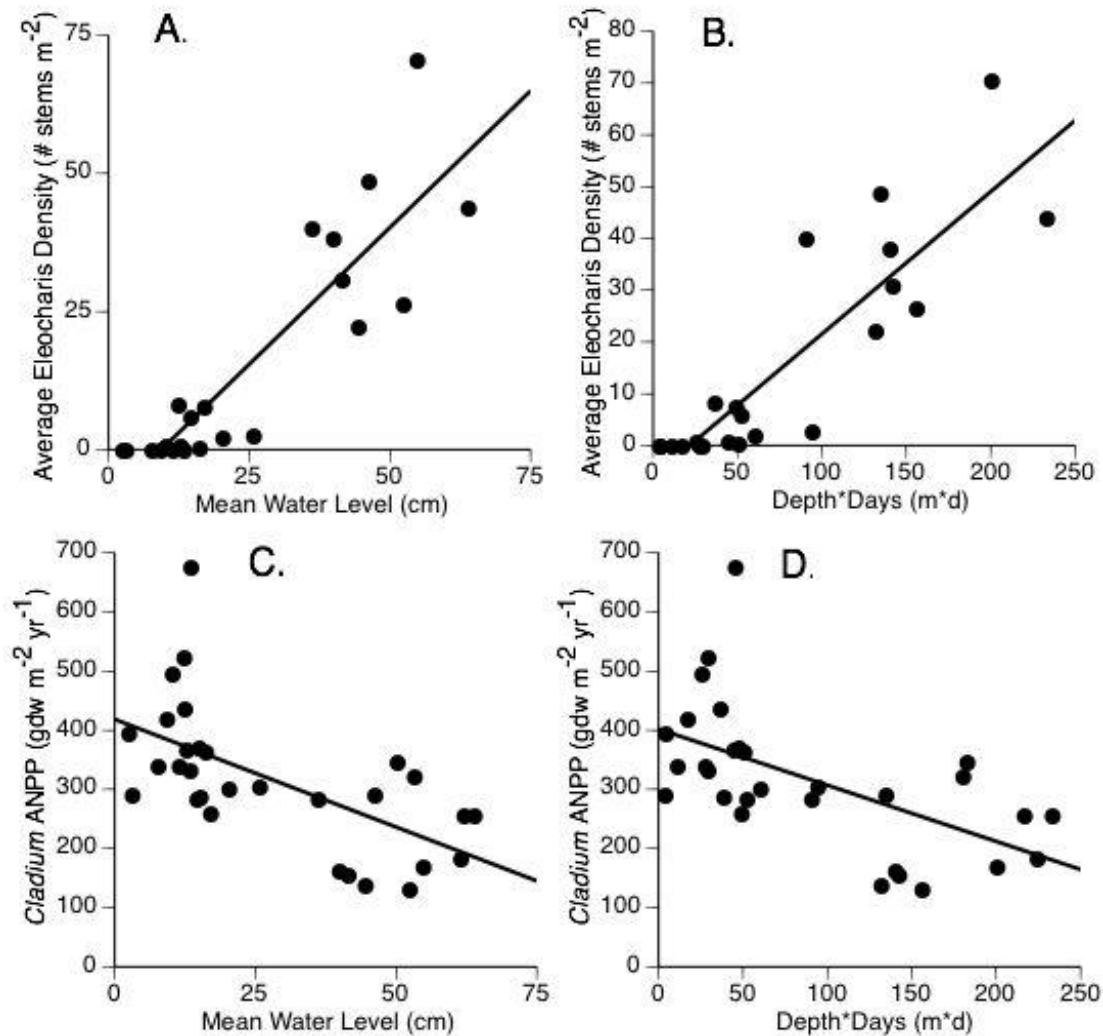 A.
Average Eleocharis Density (# stems m-2)
75
50
25
0
0 25 50 75
Mean Water Level (cm)
B.
Average Eleocharis Density (# stems m-2)
80
70
60
50
40
30
20
10
0
0 50 100 150 200 250
Depth*Days (m*d)
C.
Cladium ANPP (gdw m-2 yr-1)
700
600
500
400
300
200
100
0
0 25 50 75
Mean Water Level (cm)
D.
Cladium ANPP (gdw m-2 yr-1)
700
600
500
400
300
200
100
0
0 50 100 150 200 250
Depth*Days (m*d)